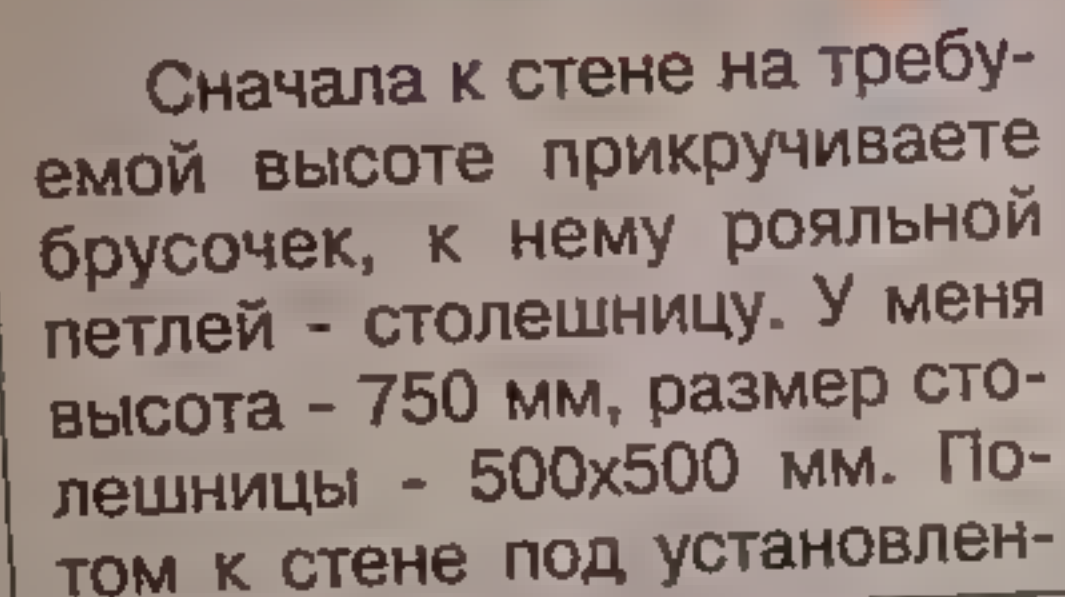 Сначала к стене на требу-
емой высоте прикручиваете
брусочек, к нему рояльной
петлей - столешницу. У меня
высота - 750 мм, размер сто-
лешницы - 500х500 мм. По-
том к стене под установлен-